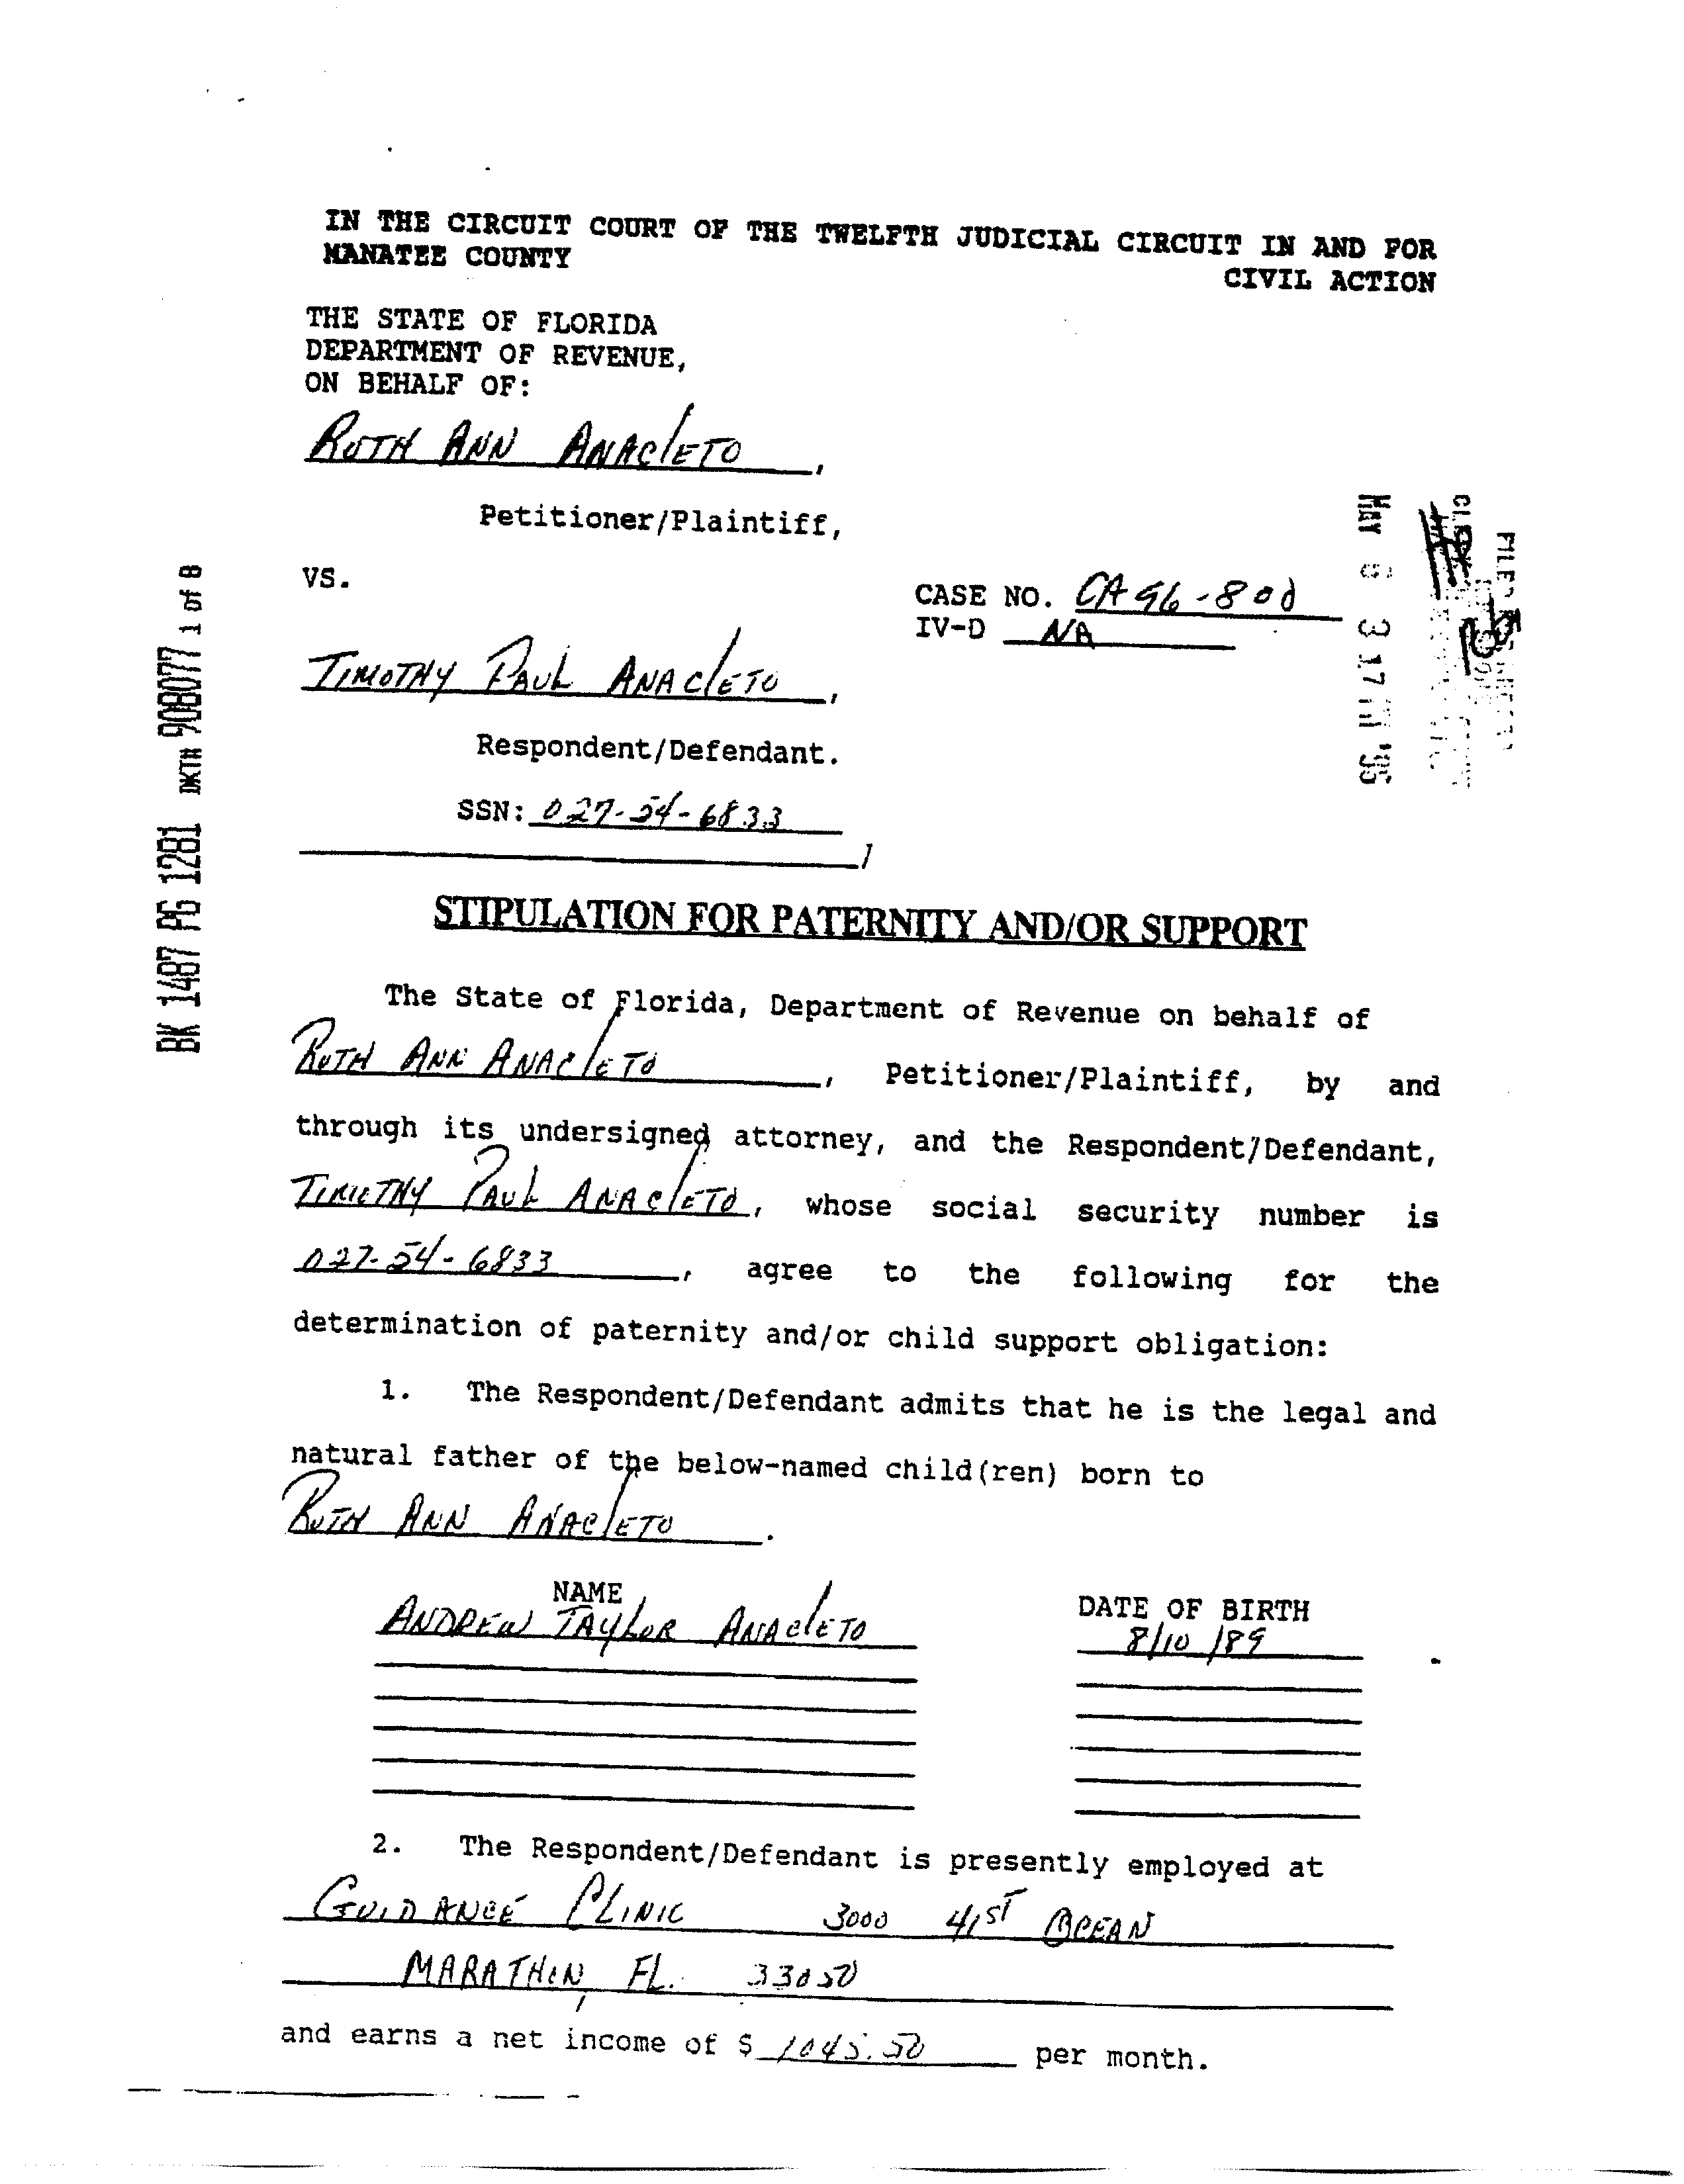 IN THE CIRCUIT COURT OF THE TWELFTH JUDICIAL CIRCUIT IN AND FOR
MANATEE COUNTY
CIVIL ACTION
THE STATE OF FLORIDA
DEPARTMENT OF REVENUE,
ON BEHALF OF:
RUTH ANN ANACLETO,
Petitioner/Plaintiff,
VS.
CASE NO. CA 96-800
IV-D NA
TIMOTHY PAUL ANACLETO,
Respondent/Defendant.
SSN: 027-54-6833
BK 1487 PG 1281 DKT# 908077 1 of 8
FILED
MAY 6 3 17
STIPULATION FOR PATERNITY AND/OR SUPPORT
The State of Florida, Department of Revenue on behalf of
RUTH ANN ANACLETO, Petitioner/Plaintiff, by and
through its undersigned attorney, and the Respondent/Defendant,
TIMOTHY PAUL ANACLETO, whose social security number is
027-54-6833, agree to the following for the
determination of paternity and/or child support obligation:
1. The Respondent/Defendant admits that he is the legal and
natural father of the below-named child(ren) born to
RUTH ANN ANACLETO.
NAME DATE OF BIRTH
ANDREW TAYLOR ANACLETO 8/10/89
2. The Respondent/Defendant is presently employed at
GUIDANCE CLINIC 3000 41ST OCEAN
MARATHON, FL. 33050
and earns a net income of $ 1045.50 per month.